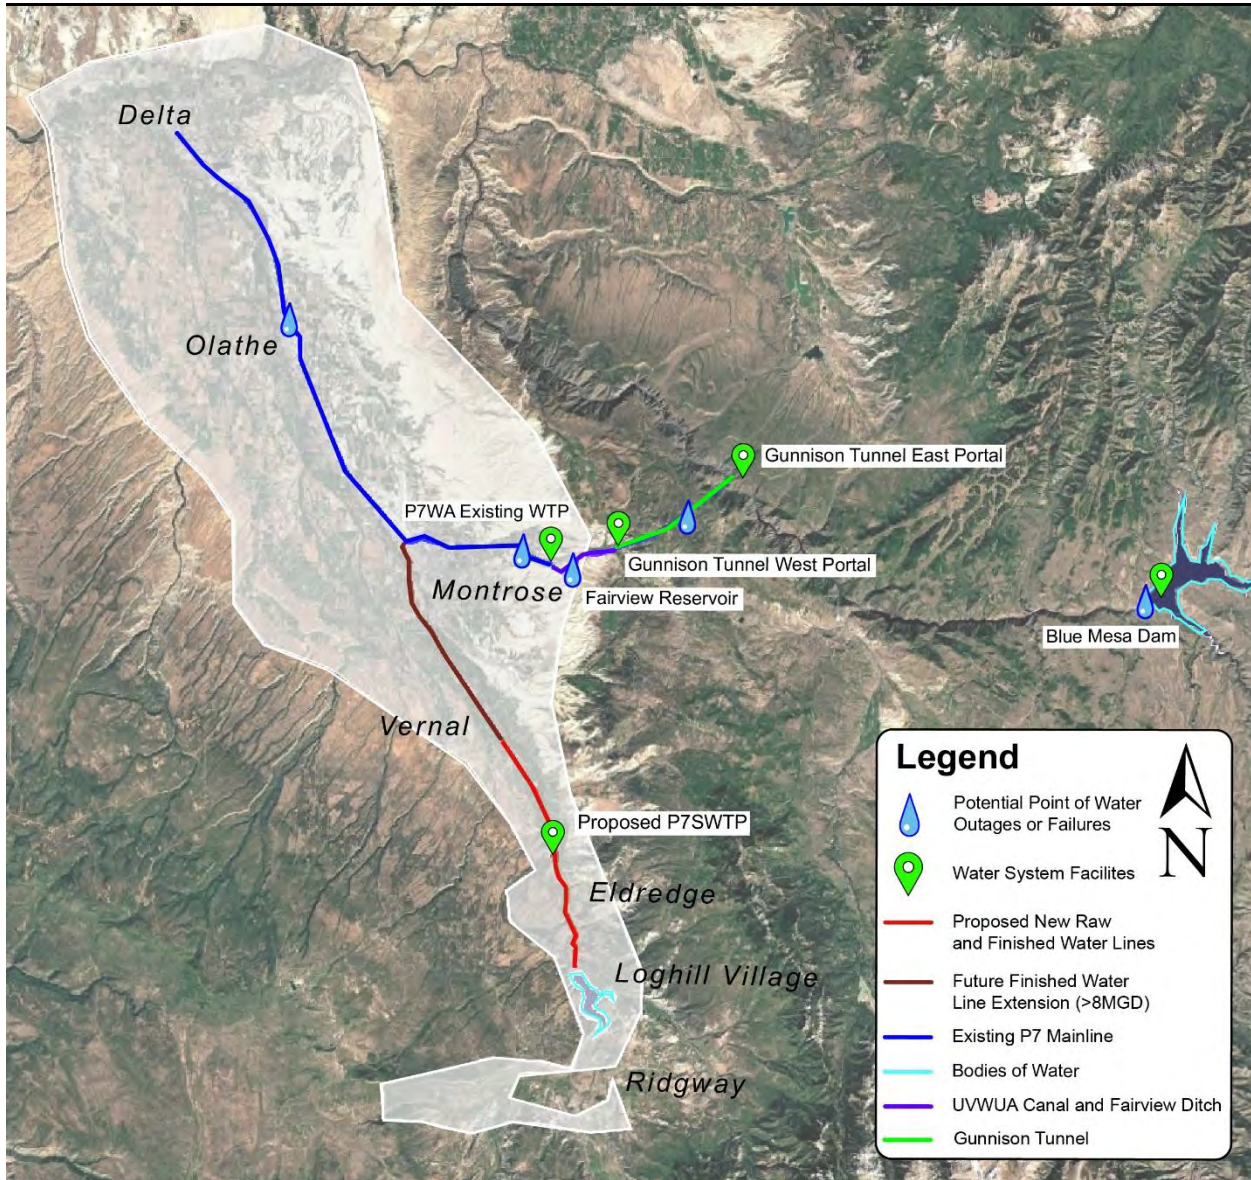 Delta
Olathe
Gunnison Tunnel East Portal
P7WA Existing WTP
Gunnison Tunnel West Portal
Montrose
Fairview Reservoir
Blue Mesa Dam
Vernal
Proposed P7SWTP
Eldredge
Loghill Village
Ridgway
Legend
Potential Point of Water
Outages or Failures
Water System Facilites
Proposed New Raw
and Finished Water Lines
Future Finished Water
Line Extension (>8MGD)
Existing P7 Mainline
Bodies of Water
UVWUA Canal and Fairview Ditch
Gunnison Tunnel
N